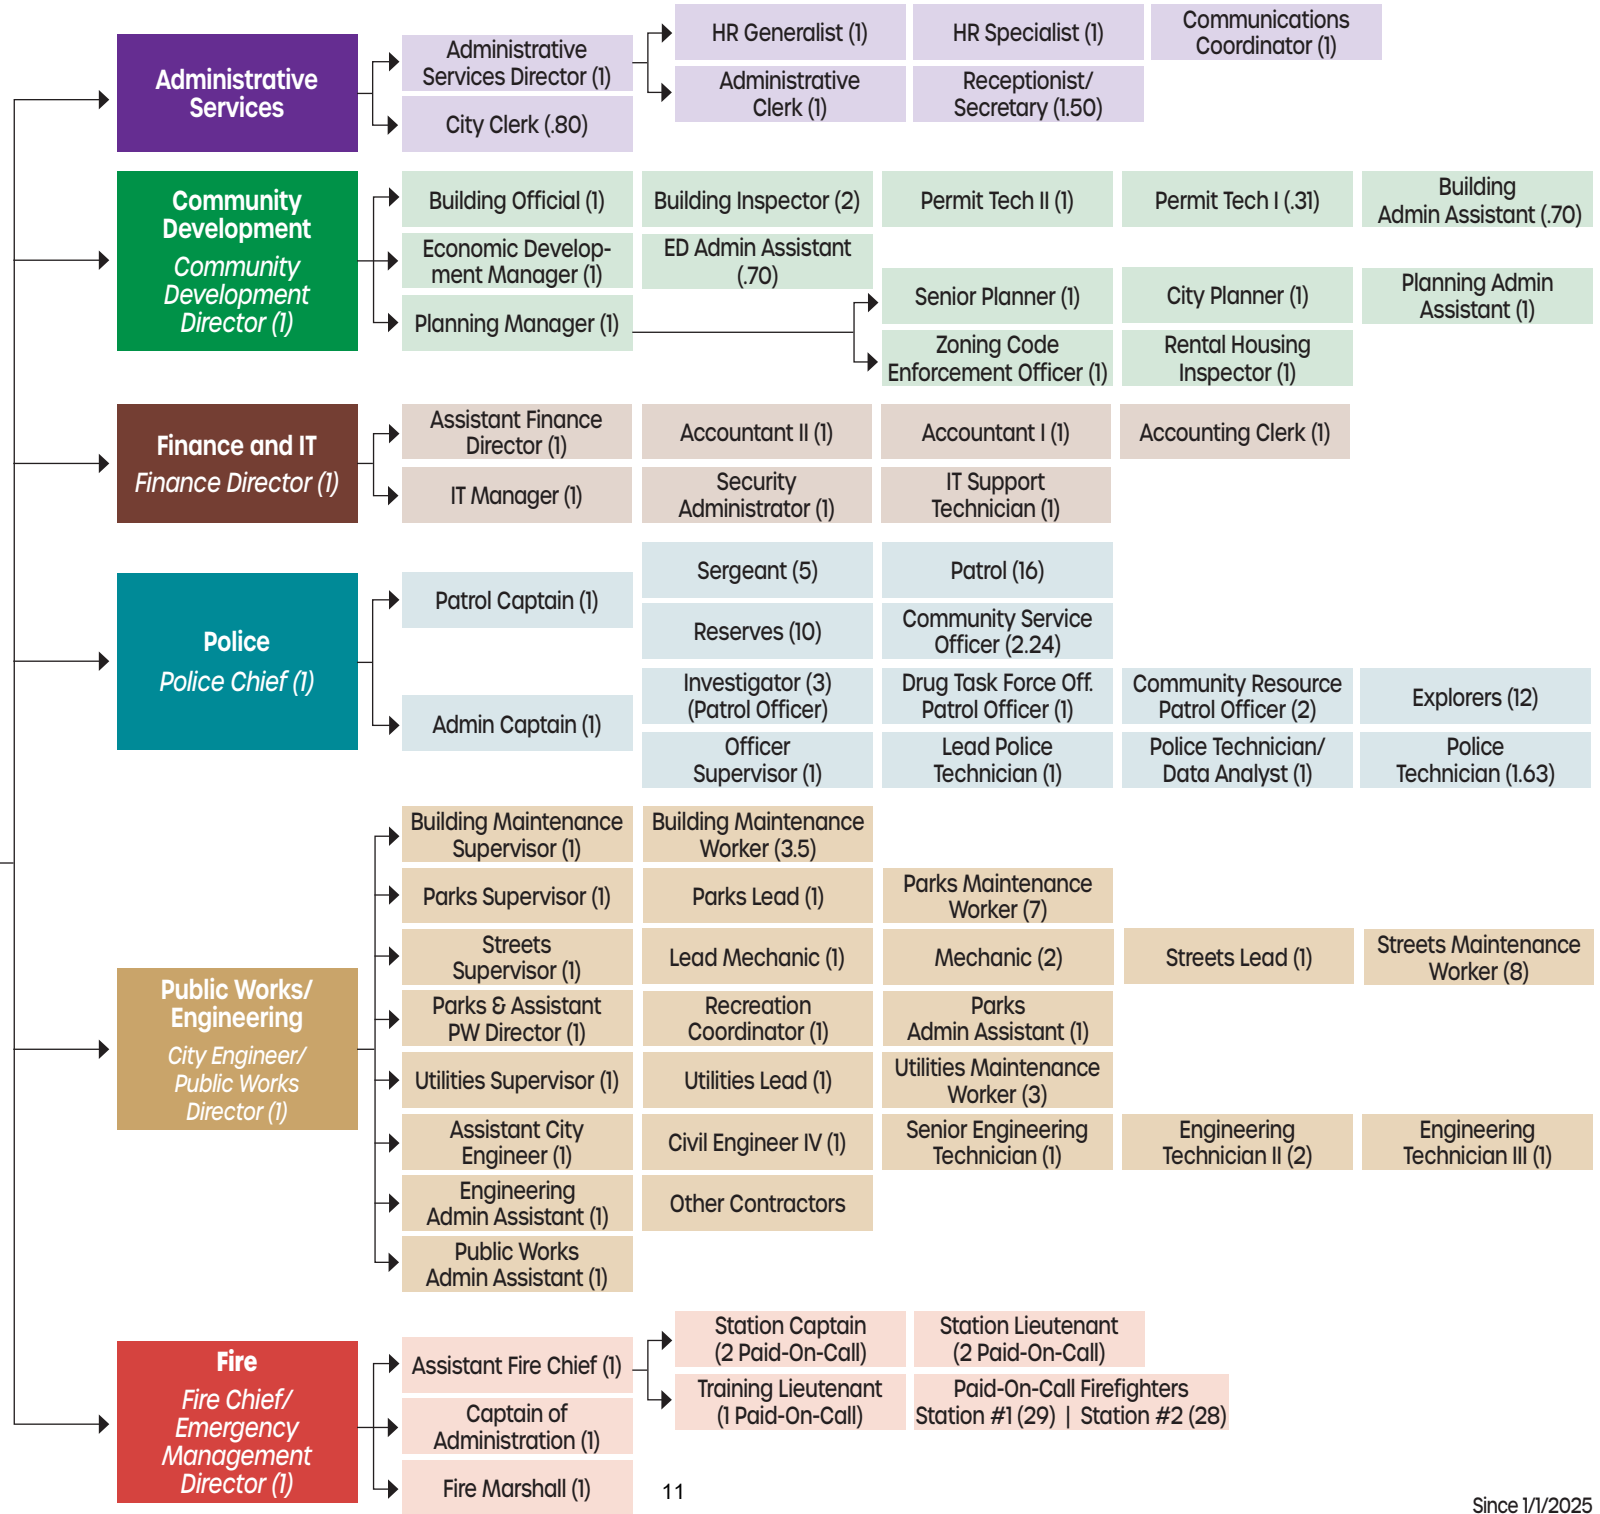 Administrative
Services
Administrative
Services Director (1)
City Clerk (.80)
HR Generalist (1)
HR Specialist (1)
Communications
Coordinator (1)
Administrative
Clerk (1)
Receptionist/
Secretary (1.50)
Community
Development
Community
Development
Director (1)
Building Official (1)
Building Inspector (2)
Permit Tech II (1)
Permit Tech I (.31)
Building
Admin Assistant (.70)
Economic Develop-
ment Manager (1)
ED Admin Assistant
(.70)
Planning Manager (1)
Senior Planner (1)
City Planner (1)
Planning Admin
Assistant (1)
Zoning Code
Enforcement Officer (1)
Rental Housing
Inspector (1)
Finance and IT
Finance Director (1)
Assistant Finance
Director (1)
Accountant II (1)
Accountant I (1)
Accounting Clerk (1)
IT Manager (1)
Security
Administrator (1)
IT Support
Technician (1)
Police
Police Chief (1)
Patrol Captain (1)
Sergeant (5)
Patrol (16)
Reserves (10)
Community Service
Officer (2.24)
Admin Captain (1)
Investigator (3)
(Patrol Officer)
Drug Task Force Off.
Patrol Officer (1)
Community Resource
Patrol Officer (2)
Explorers (12)
Officer
Supervisor (1)
Lead Police
Technician (1)
Police Technician/
Data Analyst (1)
Police
Technician (1.63)
Public Works/
Engineering
City Engineer/
Public Works
Director (1)
Building Maintenance
Supervisor (1)
Building Maintenance
Worker (3.5)
Parks Supervisor (1)
Parks Lead (1)
Parks Maintenance
Worker (7)
Streets
Supervisor (1)
Lead Mechanic (1)
Mechanic (2)
Streets Lead (1)
Streets Maintenance
Worker (8)
Parks & Assistant
PW Director (1)
Recreation
Coordinator (1)
Parks
Admin Assistant (1)
Utilities Supervisor (1)
Utilities Lead (1)
Utilities Maintenance
Worker (3)
Assistant City
Engineer (1)
Civil Engineer IV (1)
Senior Engineering
Technician (1)
Engineering
Technician II (2)
Engineering
Technician III (1)
Engineering
Admin Assistant (1)
Other Contractors
Public Works
Admin Assistant (1)
Fire
Fire Chief/
Emergency
Management
Director (1)
Assistant Fire Chief (1)
Station Captain
(2 Paid-On-Call)
Station Lieutenant
(2 Paid-On-Call)
Training Lieutenant
(1 Paid-On-Call)
Paid-On-Call Firefighters
Station #1 (29) | Station #2 (28)
Captain of
Administration (1)
Fire Marshall (1)
11
Since 1/1/2025